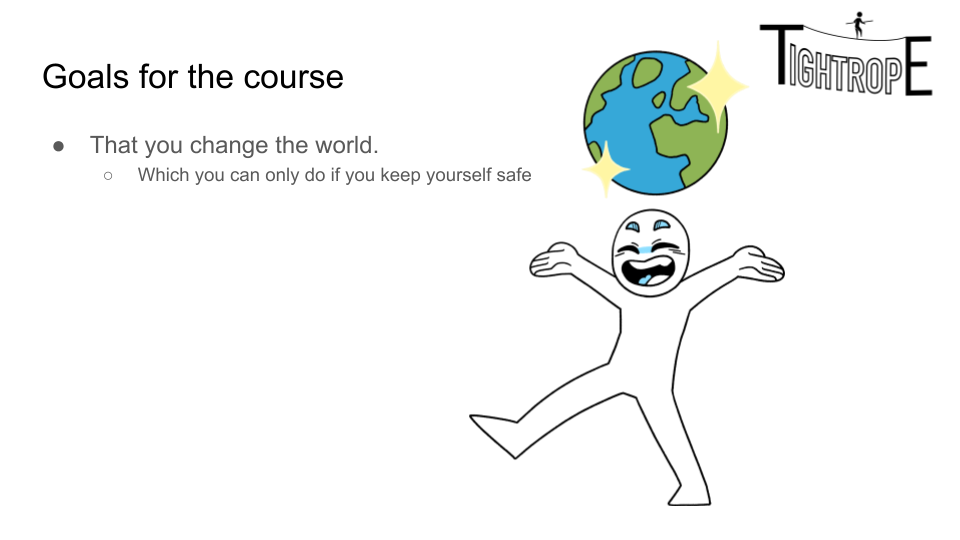 TIGHTROPE
Goals for the course
● That you change the world.
○ Which you can only do if you keep yourself safe